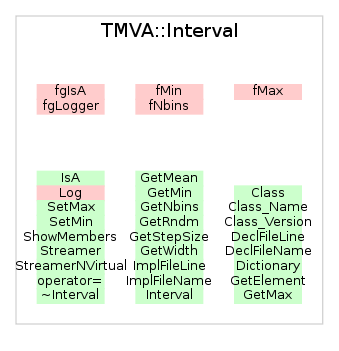 TMVA::Interval
fgIsA
fgLogger
fMin
fNbins
fMax
IsA
Log
SetMax
SetMin
ShowMembers
Streamer
StreamerNVirtual
operator=
~Interval
GetMean
GetMin
GetNbins
GetRndm
GetStepSize
GetWidth
ImplFileLine
ImplFileName
Interval
Class
Class_Name
Class_Version
DeclFileLine
DeclFileName
Dictionary
GetElement
GetMax